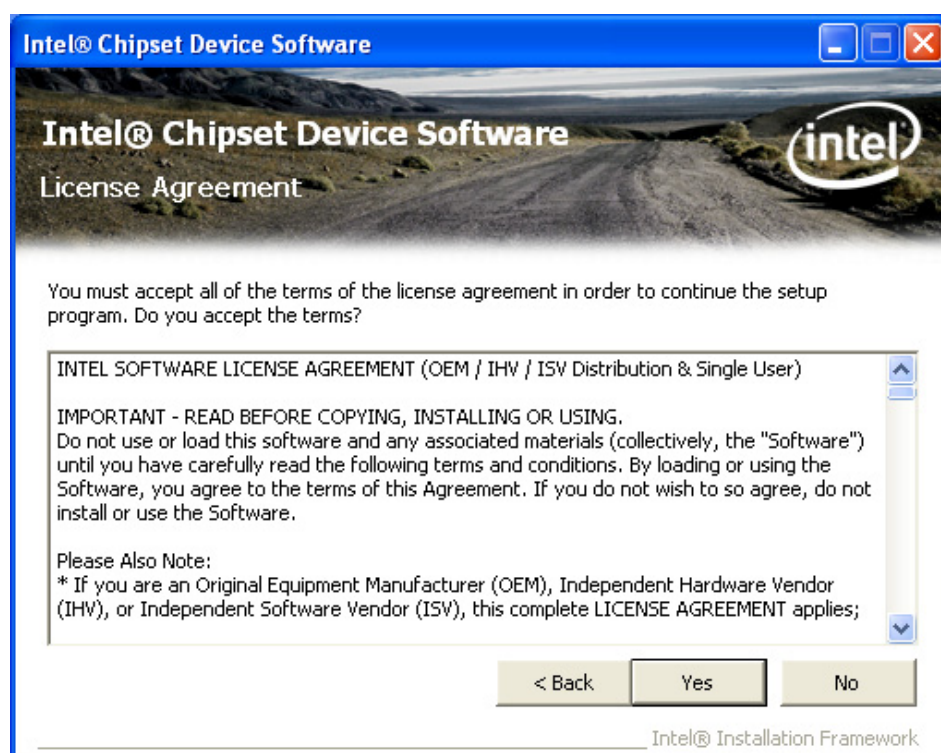 Intel® Chipset Device Software
Intel® Chipset Device Software
intel
License Agreement
You must accept all of the terms of the license agreement in order to continue the setup
program. Do you accept the terms?
INTEL SOFTWARE LICENSE AGREEMENT (OEM / IHV / ISV Distribution & Single User)
IMPORTANT - READ BEFORE COPYING, INSTALLING OR USING.
Do not use or load this software and any associated materials (collectively, the "Software")
until you have carefully read the following terms and conditions. By loading or using the
Software, you agree to the terms of this Agreement. If you do not wish to so agree, do not
install or use the Software.
Please Also Note:
* If you are an Original Equipment Manufacturer (OEM), Independent Hardware Vendor
(IHV), or Independent Software Vendor (ISV), this complete LICENSE AGREEMENT applies;
< Back Yes No
Intel® Installation Framework